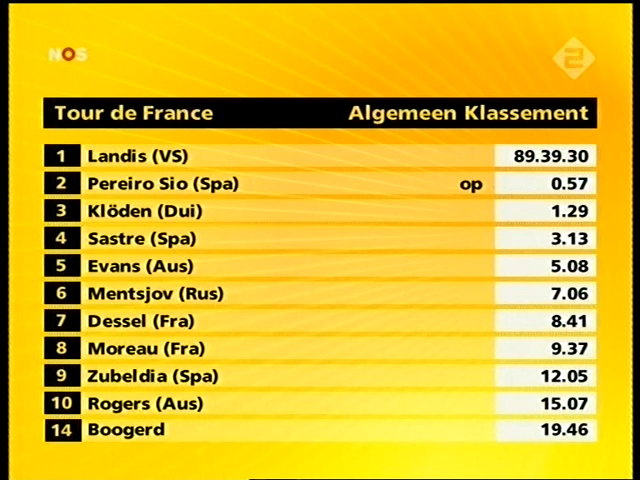 NOS 2
Tour de France Algemeen Klassement
1 Landis (VS) 89.39.30
2 Pereiro Sio (Spa) op 0.57
3 Klöden (Dui) 1.29
4 Sastre (Spa) 3.13
5 Evans (Aus) 5.08
6 Mentsjov (Rus) 7.06
7 Dessel (Fra) 8.41
8 Moreau (Fra) 9.37
9 Zubeldia (Spa) 12.05
10 Rogers (Aus) 15.07
14 Boogerd 19.46